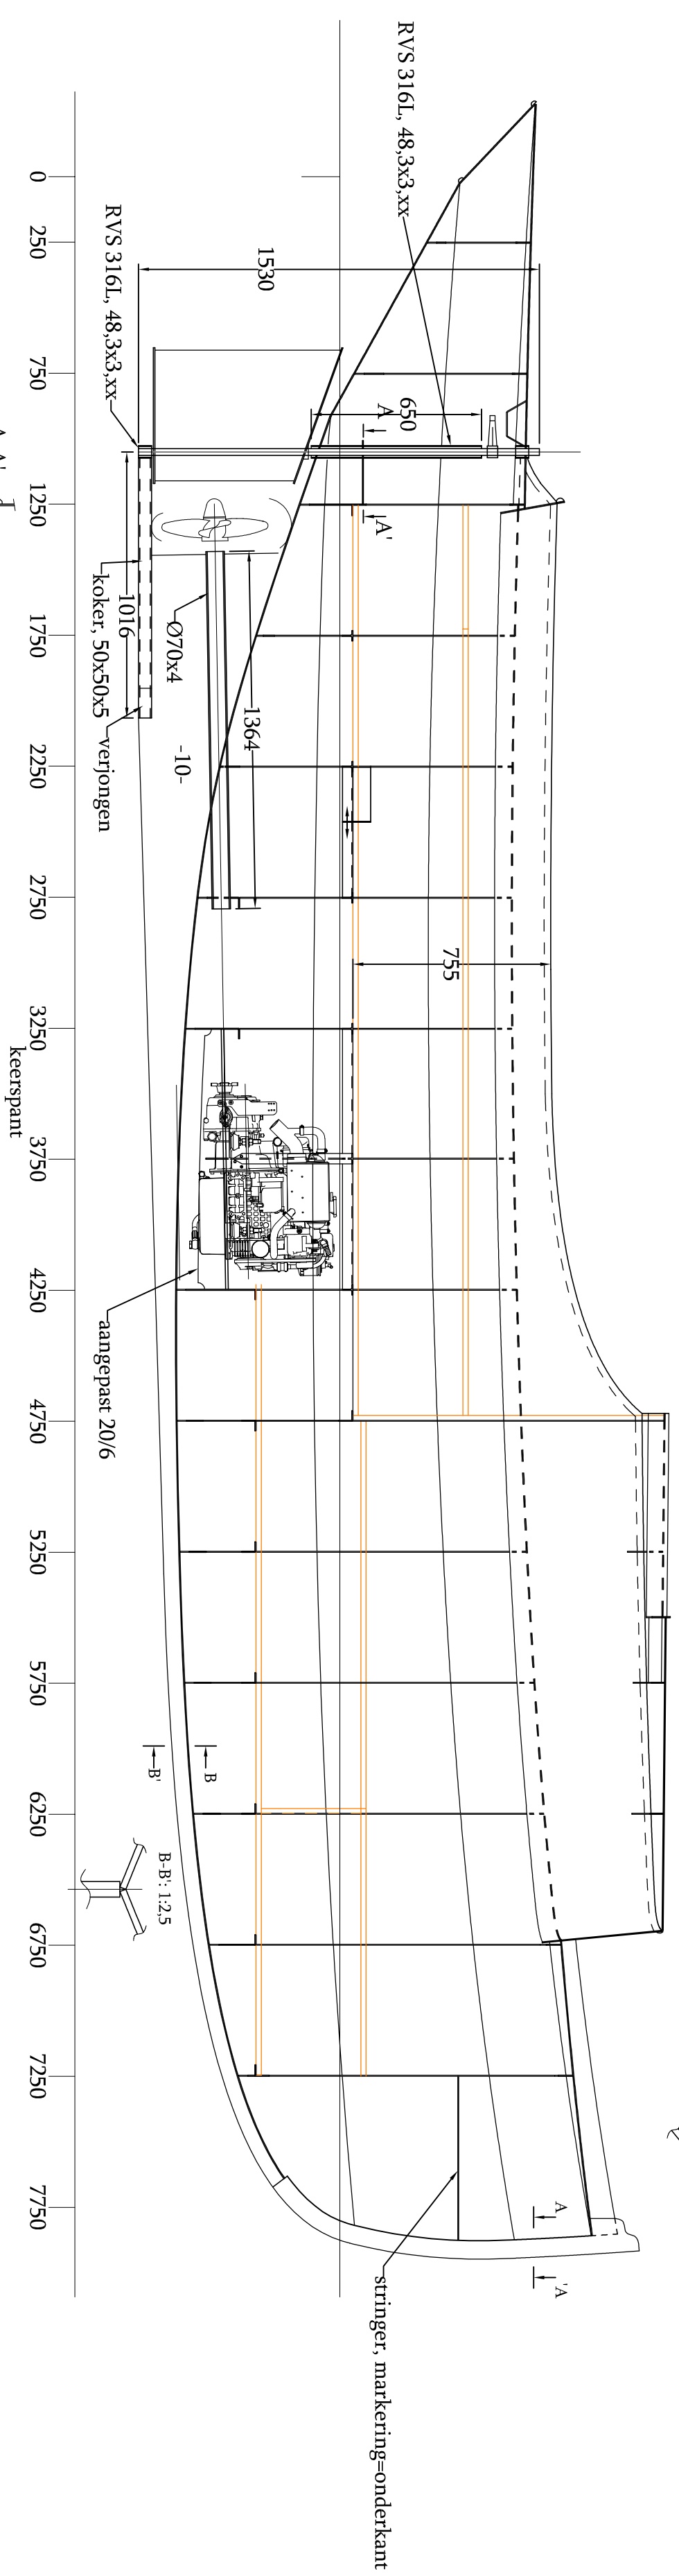 RVS 316L, 48,3x3,xx
RVS 316L, 48,3x3,xx
1530
650
A
A'
1364
Ø70x4
1016
koker, 50x50x5
verjongen
-10-
755
aangepast 20/6
B
B'
B-B': 1:2,5
A
'A
stringer, markering=onderkant
0
250
750
1250
1750
2250
2750
3250
3750
4250
4750
5250
5750
6250
6750
7250
7750
keerspant